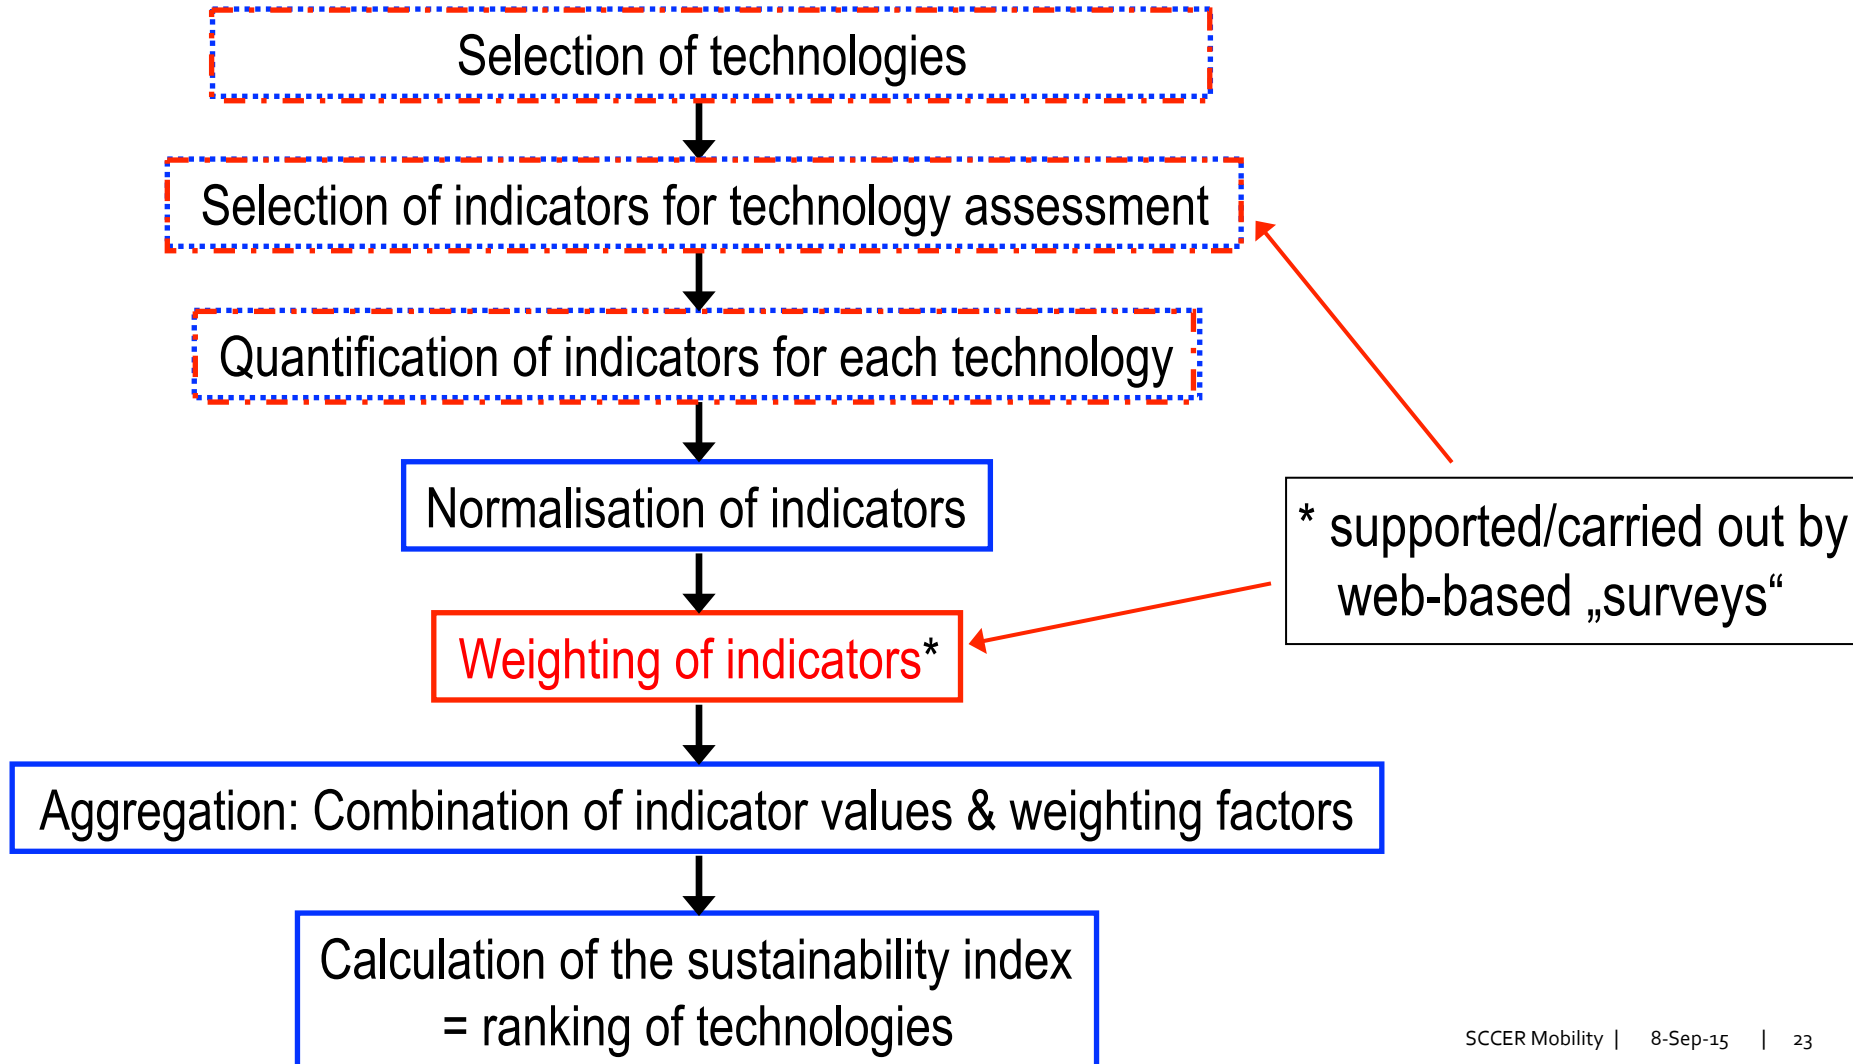 Selection of technologies
Selection of indicators for technology assessment
Quantification of indicators for each technology
Normalisation of indicators
* supported/carried out by
web-based „surveys“
Weighting of indicators*
Aggregation: Combination of indicator values & weighting factors
Calculation of the sustainability index
= ranking of technologies
SCCER Mobility | 8-Sep-15 | 23